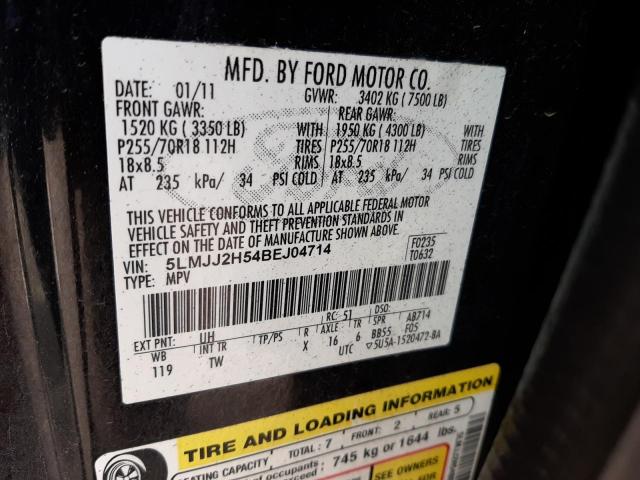 MFD. BY FORD MOTOR CO.
DATE: 01/11 GVWR: 3402 KG ( 7500 LB)
FRONT GAWR: REAR GAWR:
1520 KG ( 3350 LB) WITH 1950 KG ( 4300 LB) WITH
P255/70R18 112H TIRES P255/70R18 112H TIRES
18x8.5 RIMS 18x8.5 RIMS
AT 235 kPa/ 34 PSI COLD AT 235 kPa/ 34 PSI COLD
THIS VEHICLE CONFORMS TO ALL APPLICABLE FEDERAL MOTOR
VEHICLE SAFETY AND THEFT PREVENTION STANDARDS IN
EFFECT ON THE DATE OF MANUFACTURE SHOWN ABOVE.
VIN: 5LMJJ2H54BEJ04714 F0235
TYPE: MPV T0632
EXT PNT: UH RC: 51 DSO: AB714
WB INT TR TP/PS R AXLE TR SPR F05
119 TW X 16 6 BB55
UTC ▽5U5A-1520472-BA
TIRE AND LOADING INFORMATION
SEATING CAPACITY TOTAL: 7 FRONT: 2 REAR: 5
of occupants 745 kg or 1644 lbs.
SEE OWNERS